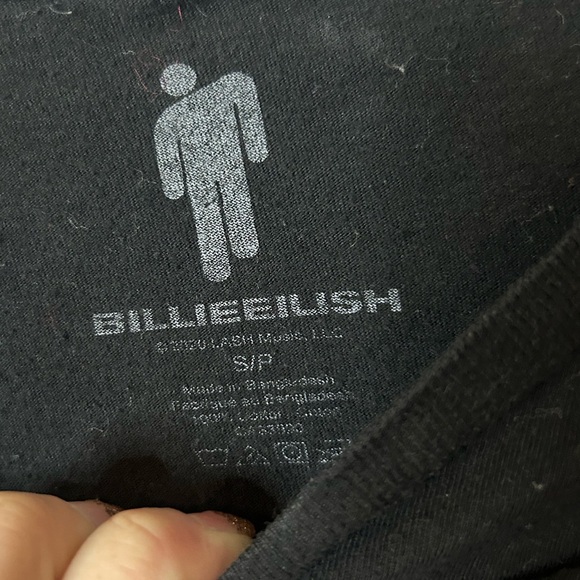 BILLIEEILISH
©2020 LASH Music, LLC
S/P
Made in Bangladesh
Fabriqué au Bangladesh
100% Cotton - Coton